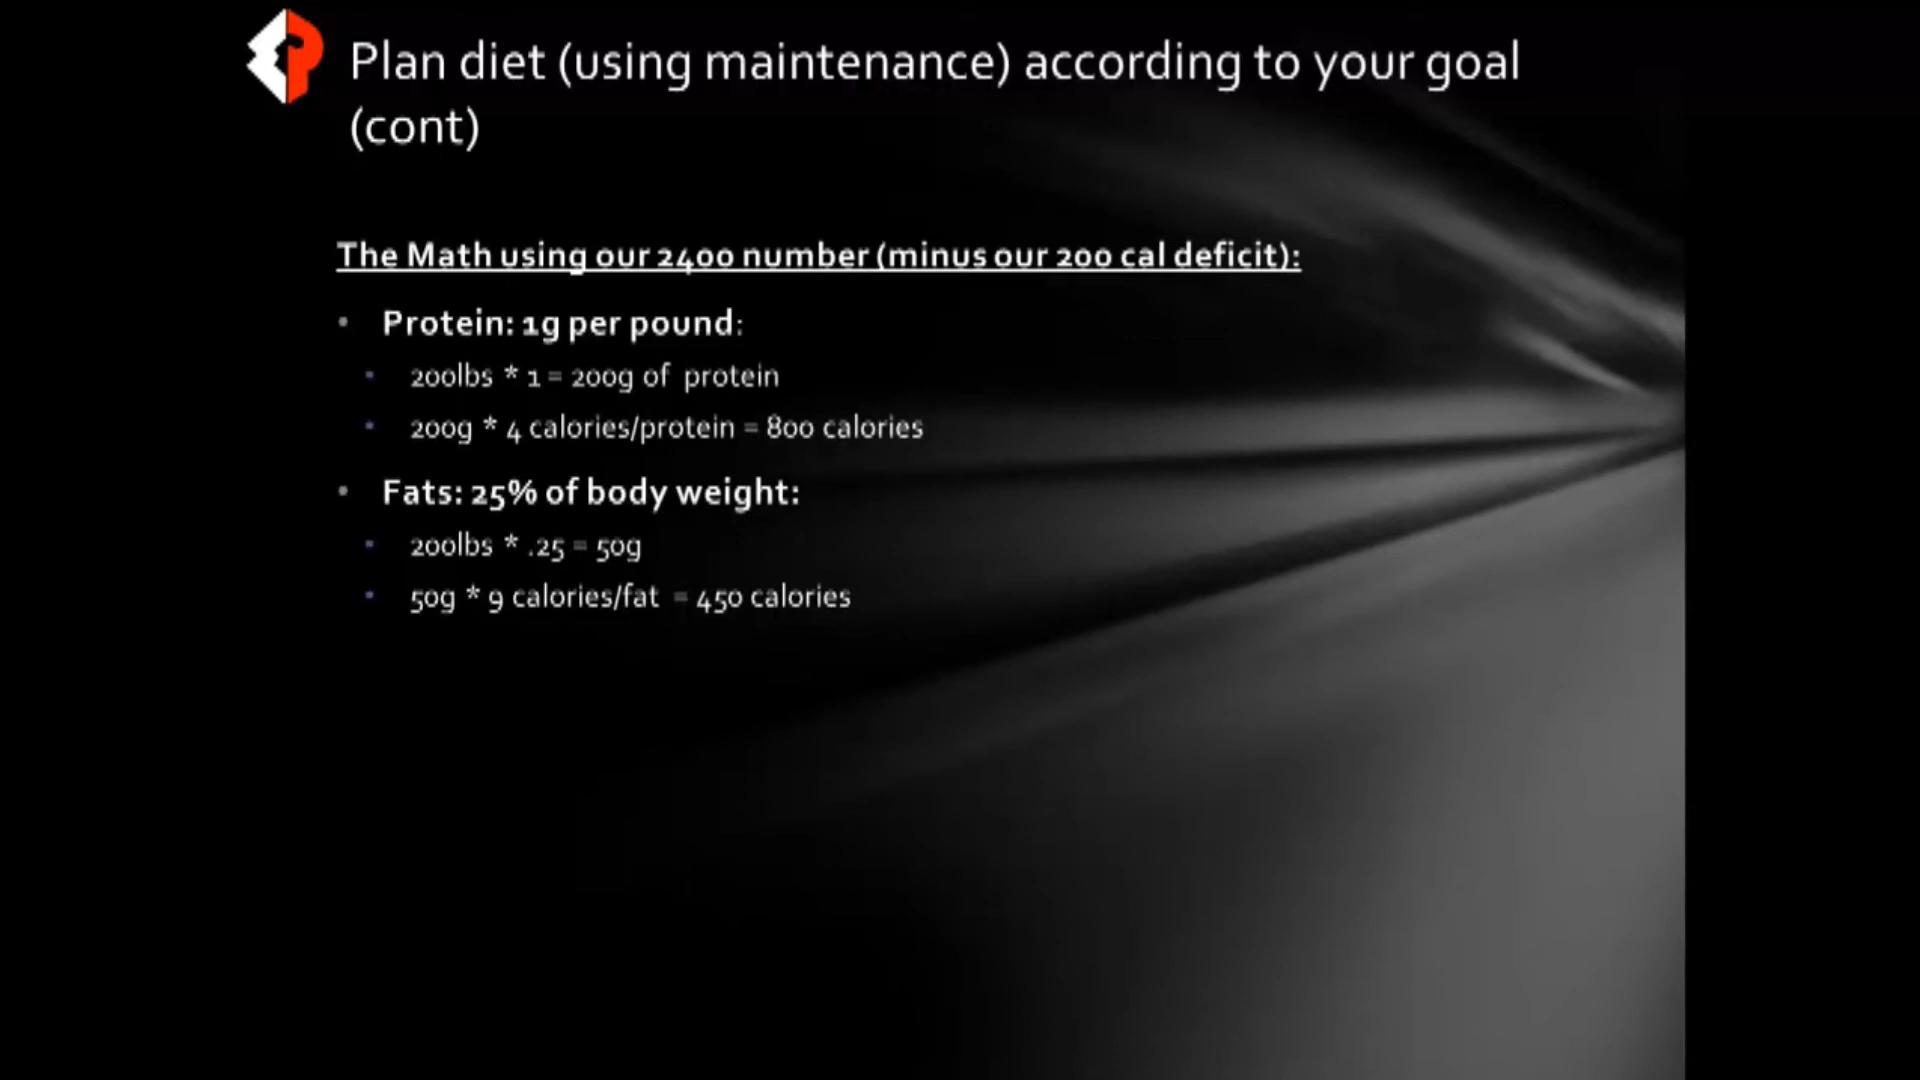 Plan diet (using maintenance) according to your goal
(cont)
The Math using our 2400 number (minus our 200 cal deficit):
• Protein: 1g per pound:
▪ 200lbs * 1 = 200g of protein
▪ 200g * 4 calories/protein = 800 calories
• Fats: 25% of body weight:
▪ 200lbs * .25 = 50g
▪ 50g * 9 calories/fat = 450 calories